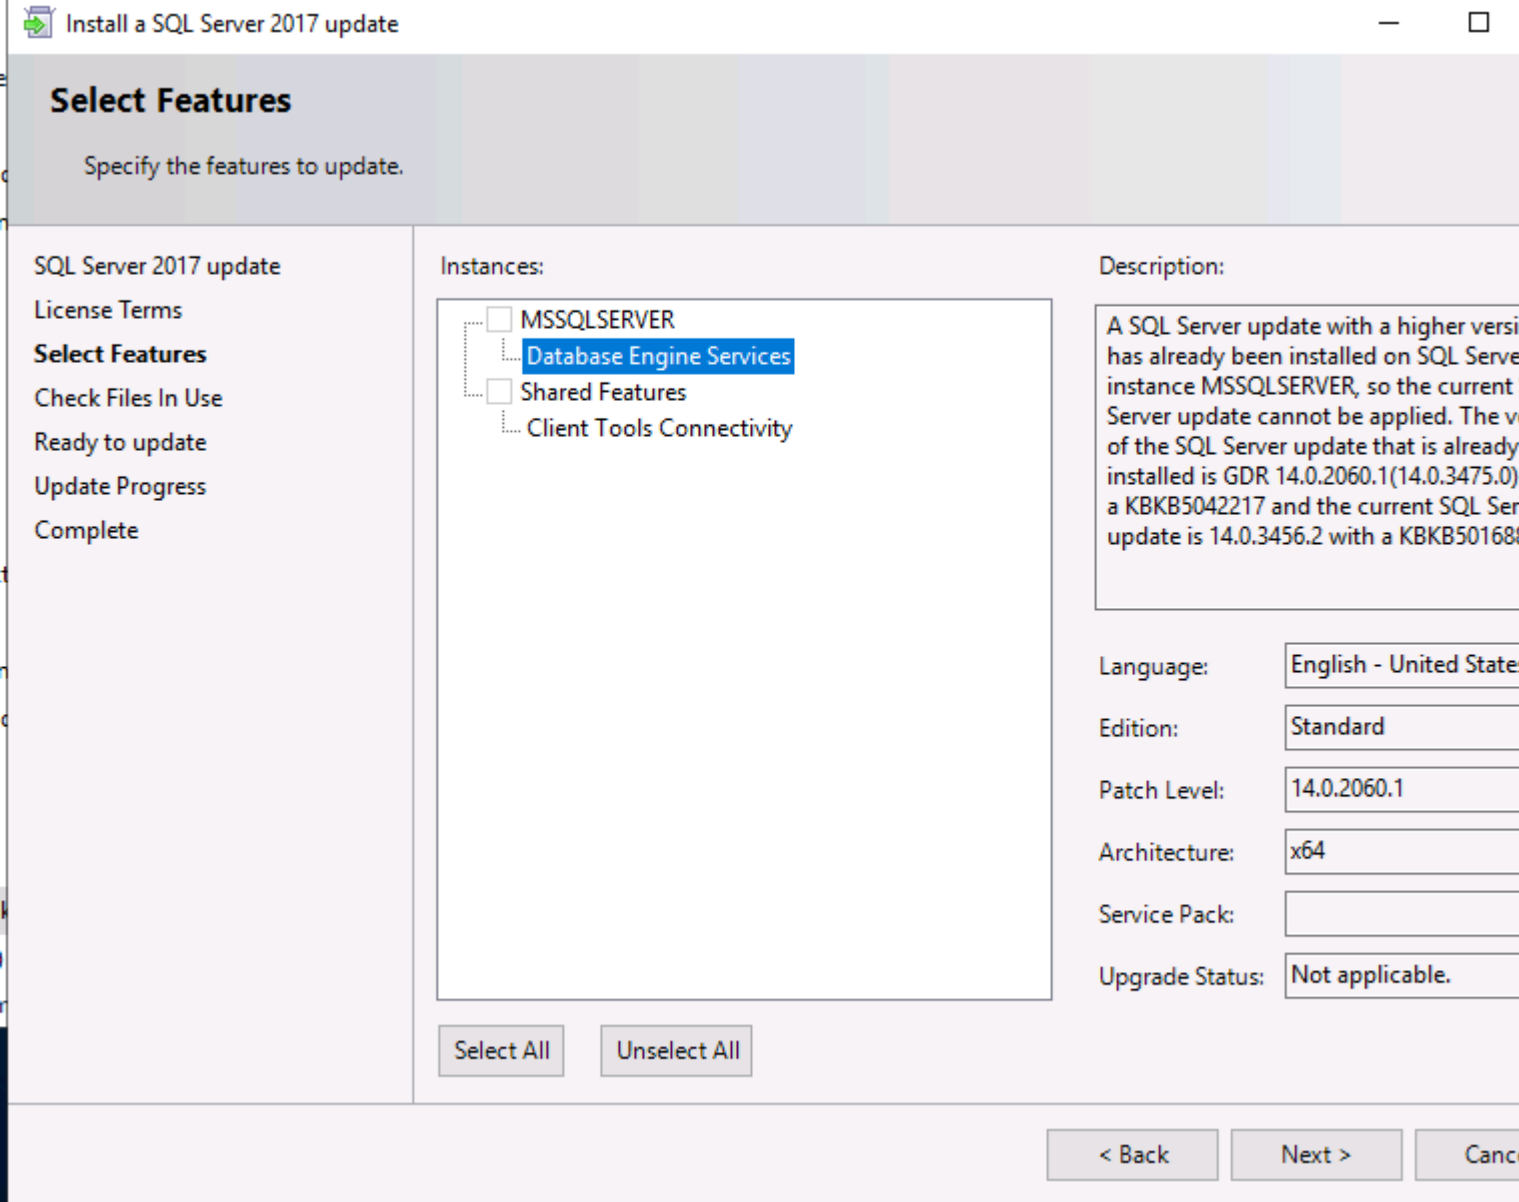 Install a SQL Server 2017 update
Select Features
Specify the features to update.
SQL Server 2017 update
License Terms
Select Features
Check Files In Use
Ready to update
Update Progress
Complete
Instances:
MSSQLSERVER
Database Engine Services
Shared Features
Client Tools Connectivity
Select All
Unselect All
Description:
A SQL Server update with a higher versi
has already been installed on SQL Serve
instance MSSQLSERVER, so the current
Server update cannot be applied. The v
of the SQL Server update that is already
installed is GDR 14.0.2060.1(14.0.3475.0)
a KBKB5042217 and the current SQL Ser
update is 14.0.3456.2 with a KBKB501688
Language:
English - United State
Edition:
Standard
Patch Level:
14.0.2060.1
Architecture:
x64
Service Pack:
Upgrade Status:
Not applicable.
< Back
Next >
Canc